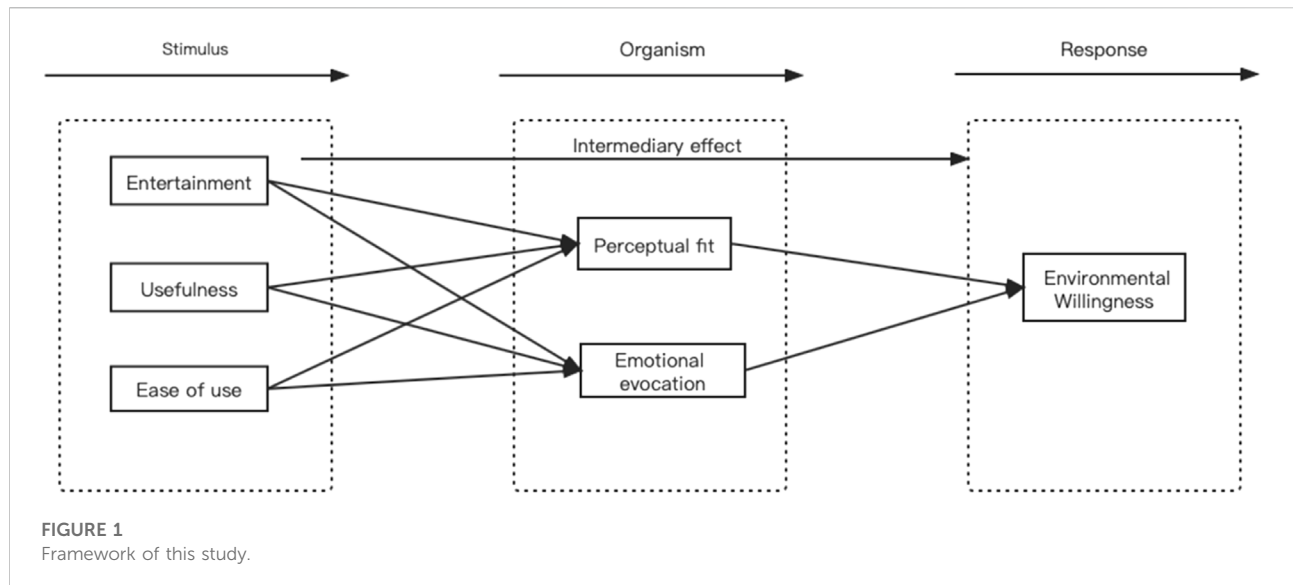 Stimulus
Organism
Response
Intermediary effect
Entertainment
Usefulness
Ease of use
Perceptual fit
Emotional
evocation
Environmental
Willingness
FIGURE 1
Framework of this study.